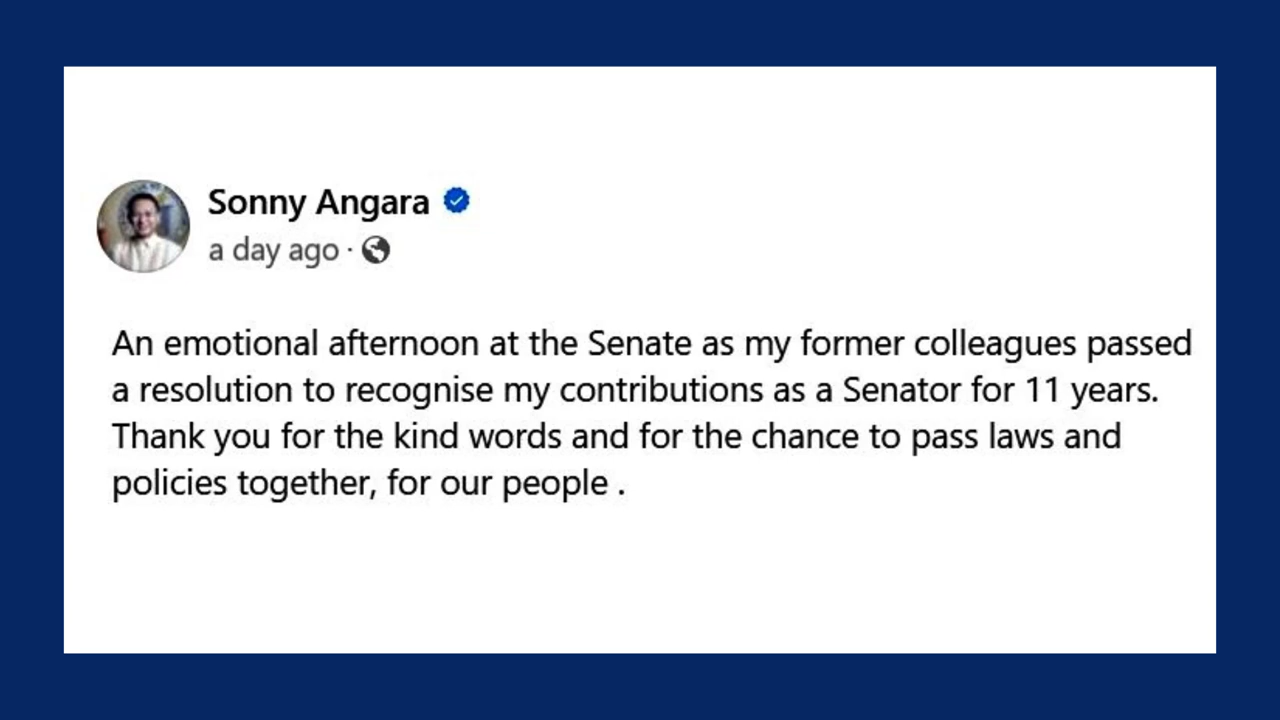 Sonny Angara
a day ago ·
An emotional afternoon at the Senate as my former colleagues passed
a resolution to recognise my contributions as a Senator for 11 years.
Thank you for the kind words and for the chance to pass laws and
policies together, for our people .